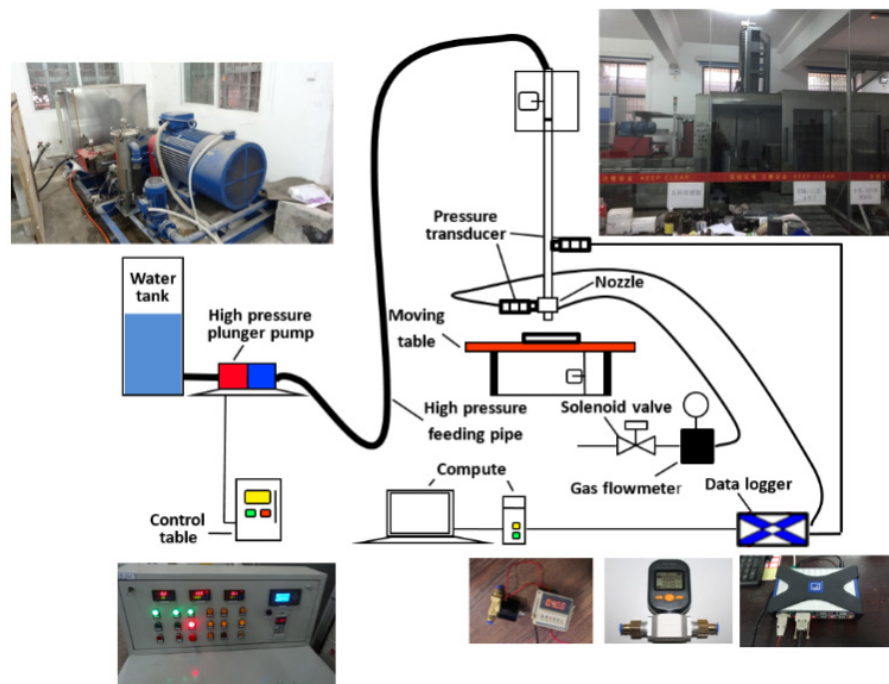 KEEP CLEAR
KEEP CLEAR
Pressure
transducer
Nozzle
Water
tank
High pressure
plunger pump
Moving
table
High pressure
feeding pipe
Solenoid valve
Gas flowmeter
Compute
Data logger
Control
table